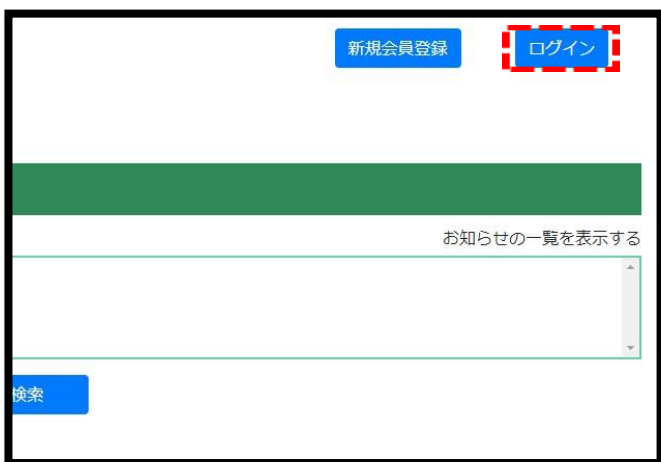 新規会員登録 ログイン
お知らせの一覧を表示する
検索